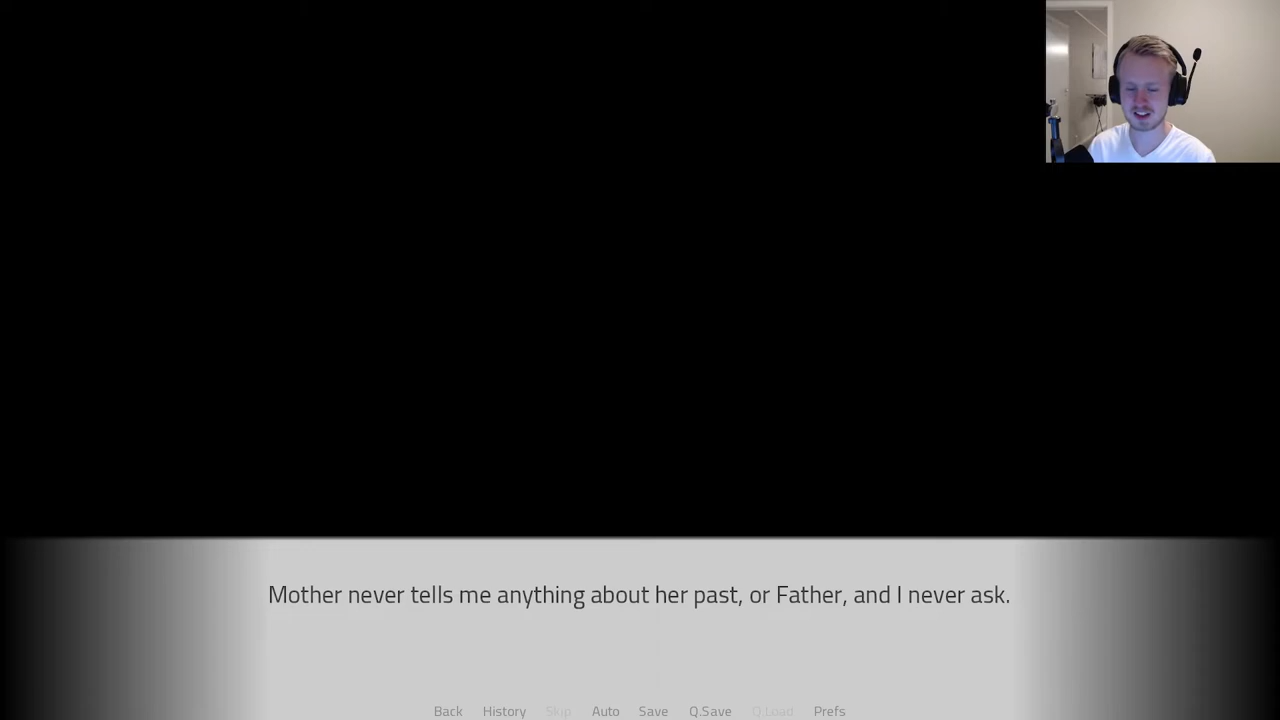 Mother never tells me anything about her past, or Father, and I never ask.
Back History Skip Auto Save Q.Save Q.Load Prefs